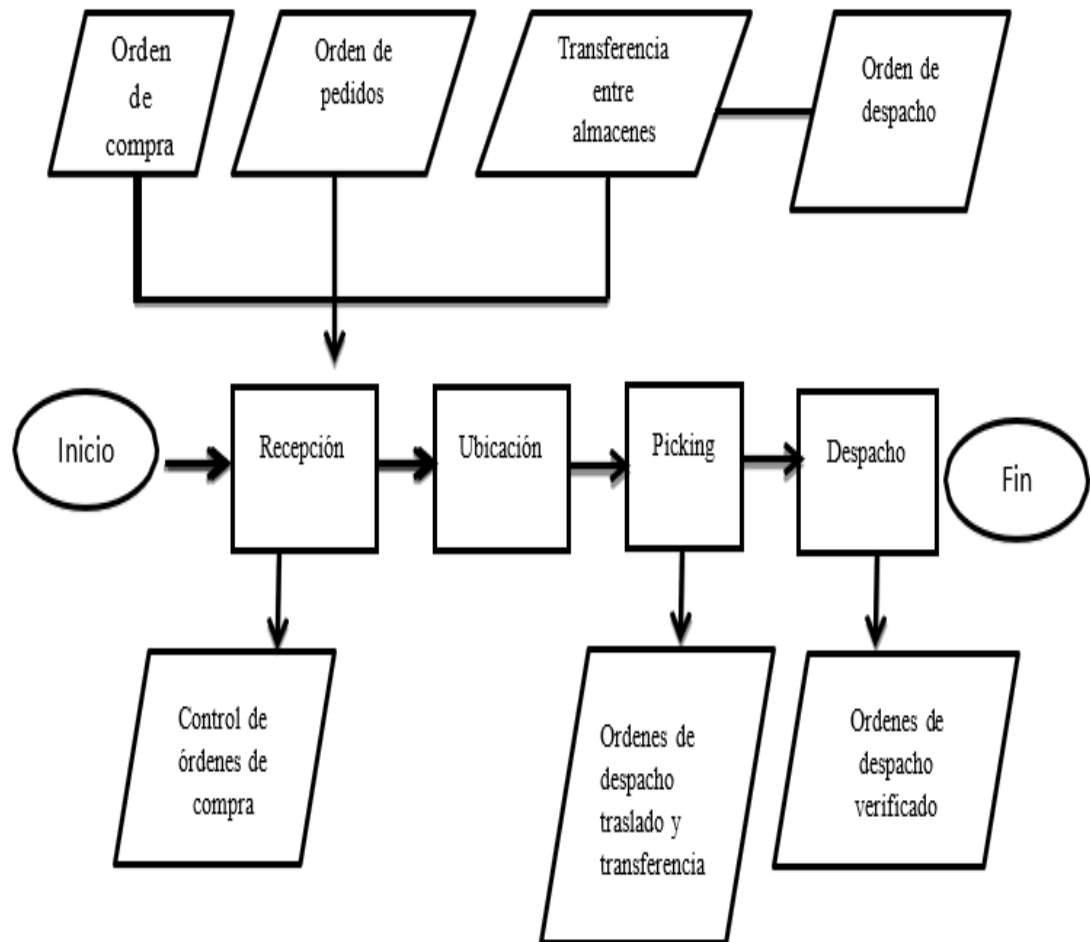 Orden
de
compra
Orden de
pedidos
Transferencia
entre
almacenes
Orden de
despacho
Inicio
Recepción
Ubicación
Picking
Despacho
Fin
Control de
órdenes de
compra
Ordenes de
despacho
traslado y
transferencia
Ordenes de
despacho
verificado